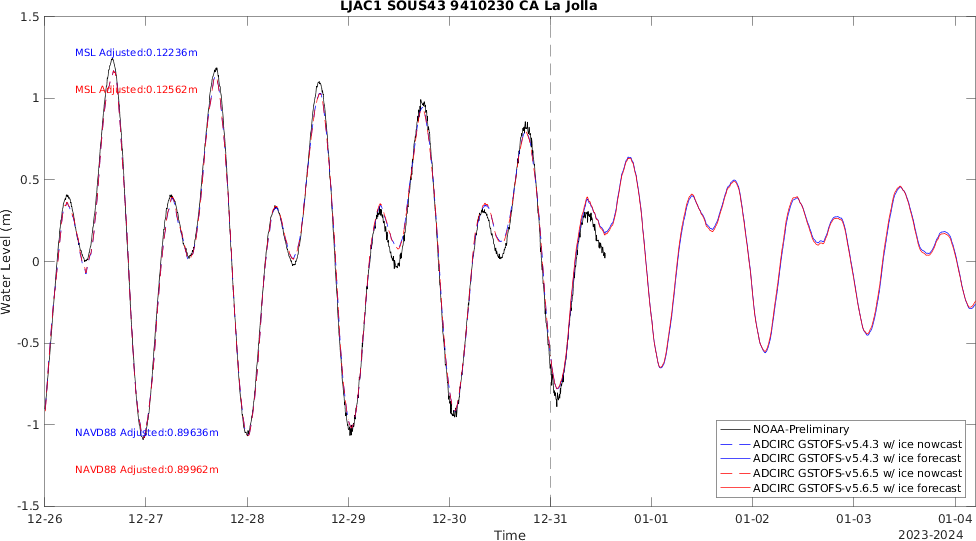 LJAC1 SOUS43 9410230 CA La Jolla
1.5
1
0.5
0
-0.5
-1
-1.5
Water Level (m)
MSL Adjusted:0.12236m
MSL Adjusted:0.12562m
NAVD88 Adjusted:0.89636m
NAVD88 Adjusted:0.89962m
NOAA-Preliminary
ADCIRC GSTOFS-v5.4.3 w/ ice nowcast
ADCIRC GSTOFS-v5.4.3 w/ ice forecast
ADCIRC GSTOFS-v5.6.5 w/ ice nowcast
ADCIRC GSTOFS-v5.6.5 w/ ice forecast
12-26 12-27 12-28 12-29 12-30 12-31 01-01 01-02 01-03 01-04
Time
2023-2024